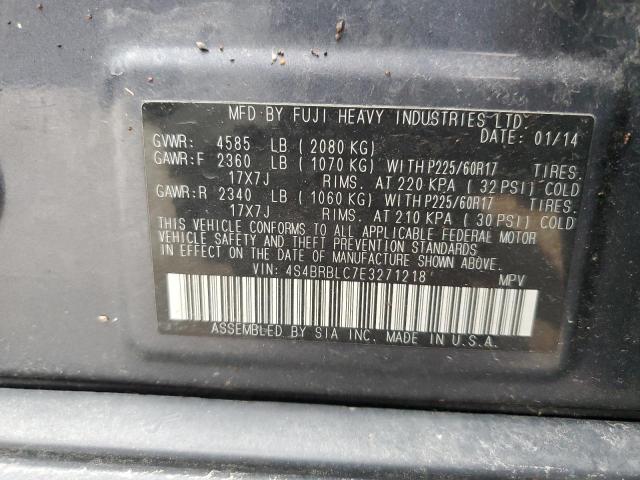 MFD BY FUJI HEAVY INDUSTRIES LTD.
DATE: 01/14
GVWR: 4585 LB (2080 KG)
GAWR:F 2360 LB (1070 KG) WITH P225/60R17 TIRES.
17X7J RIMS. AT 220 KPA (32 PSI) COLD
GAWR:R 2340 LB (1060 KG) WITH P225/60R17 TIRES.
17X7J RIMS. AT 210 KPA (30 PSI) COLD
THIS VEHICLE CONFORMS TO ALL APPLICABLE FEDERAL MOTOR
VEHICLE SAFETY AND THEFT PREVENTION STANDARDS
IN EFFECT ON THE DATE OF MANUFACTURE SHOWN ABOVE.
VIN: 4S4BRBLC7E3271218 MPV
ASSEMBLED BY SIA INC. MADE IN U.S.A.